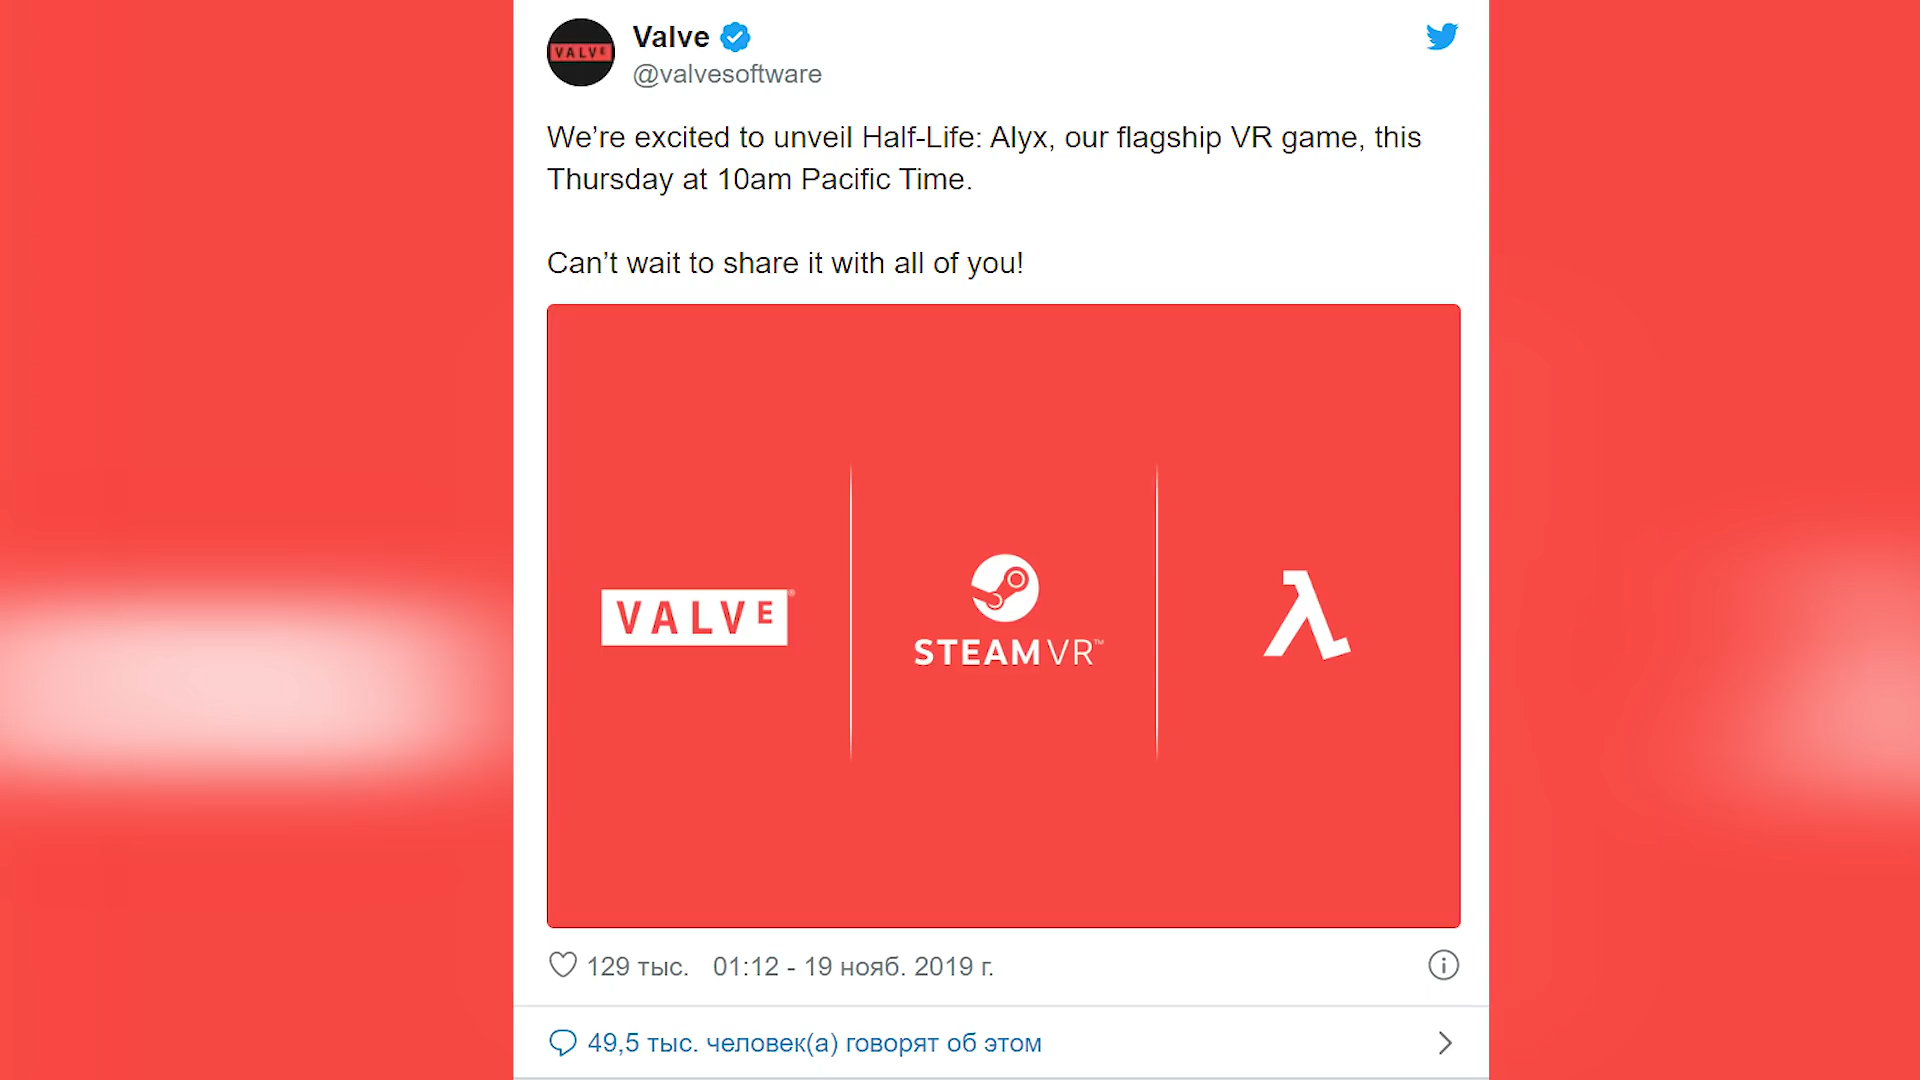 VALVE
Valve
@valvesoftware
We’re excited to unveil Half-Life: Alyx, our flagship VR game, this
Thursday at 10am Pacific Time.
Can’t wait to share it with all of you!
VALVE®
STEAMVR™
λ
129 тыс. 01:12 - 19 нояб. 2019 г.
49,5 тыс. человек(а) говорят об этом